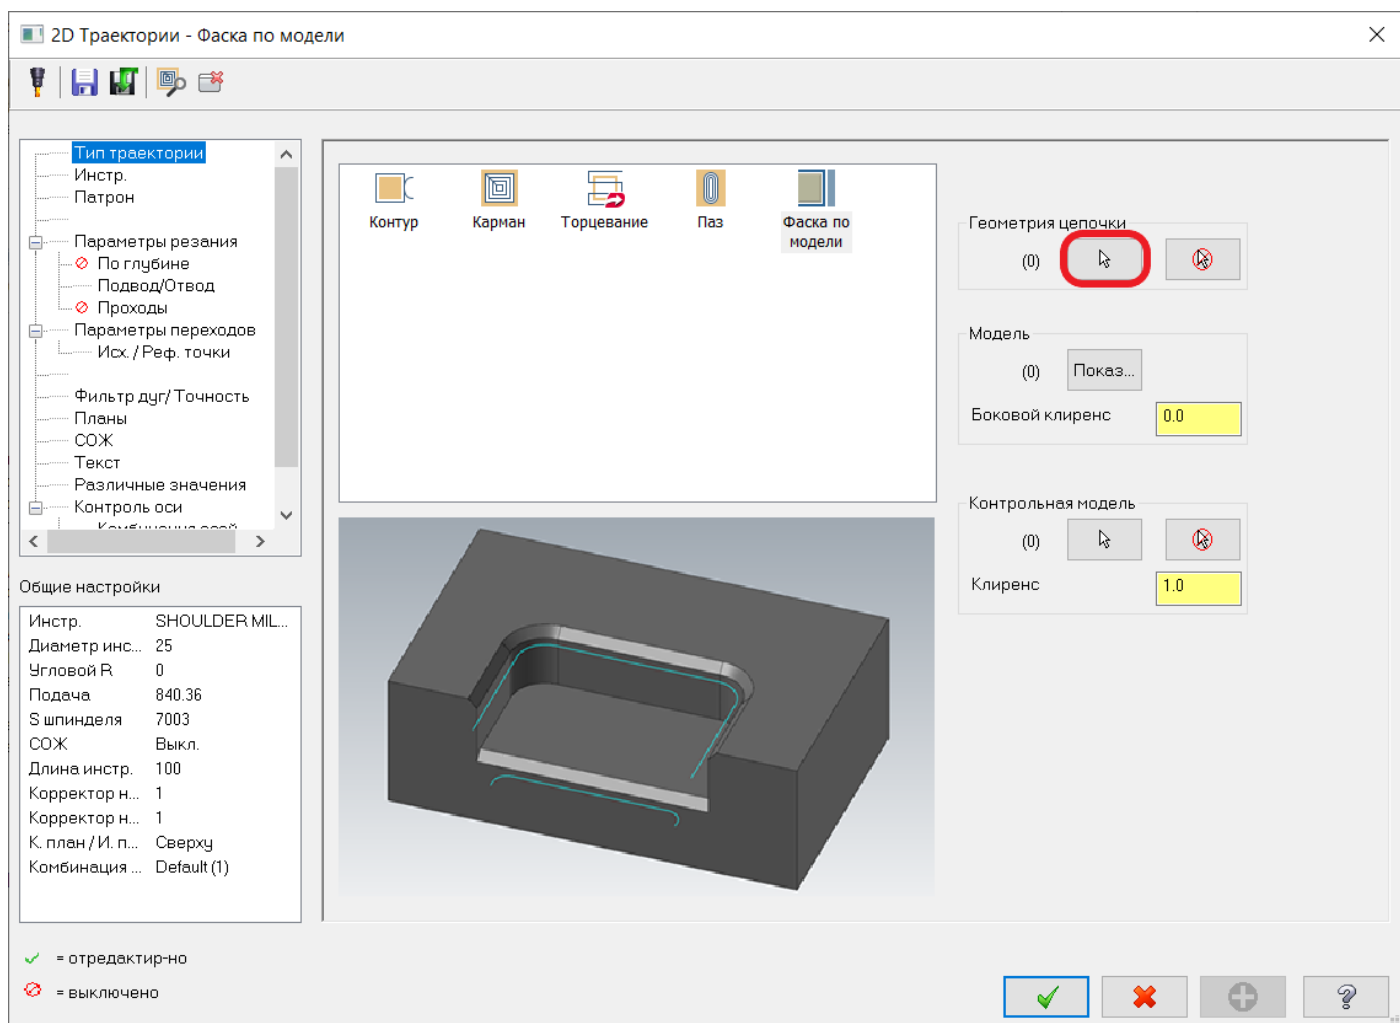 2D Траектории - Фаска по модели
Тип траектории
Инстр.
Патрон
Параметры резания
По глубине
Подвод/Отвод
Проходы
Параметры переходов
Исх. / Реф. точки
Фильтр дуг/ Точность
Планы
СОЖ
Текст
Различные значения
Контроль оси
Комбинация осей
Контур
Карман
Торцевание
Паз
Фаска по
модели
Геометрия цепочки
(0)
Модель
(0) Показ...
Боковой клиренс 0.0
Контрольная модель
(0)
Клиренс 1.0
Общие настройки
Инстр. SHOULDER MIL...
Диаметр инс... 25
Угловой R 0
Подача 840.36
S шпинделя 7003
СОЖ Выкл.
Длина инстр. 100
Корректор н... 1
Корректор н... 1
К. план / И. п... Сверху
Комбинация ... Default (1)
= отредактир-но
= выключено